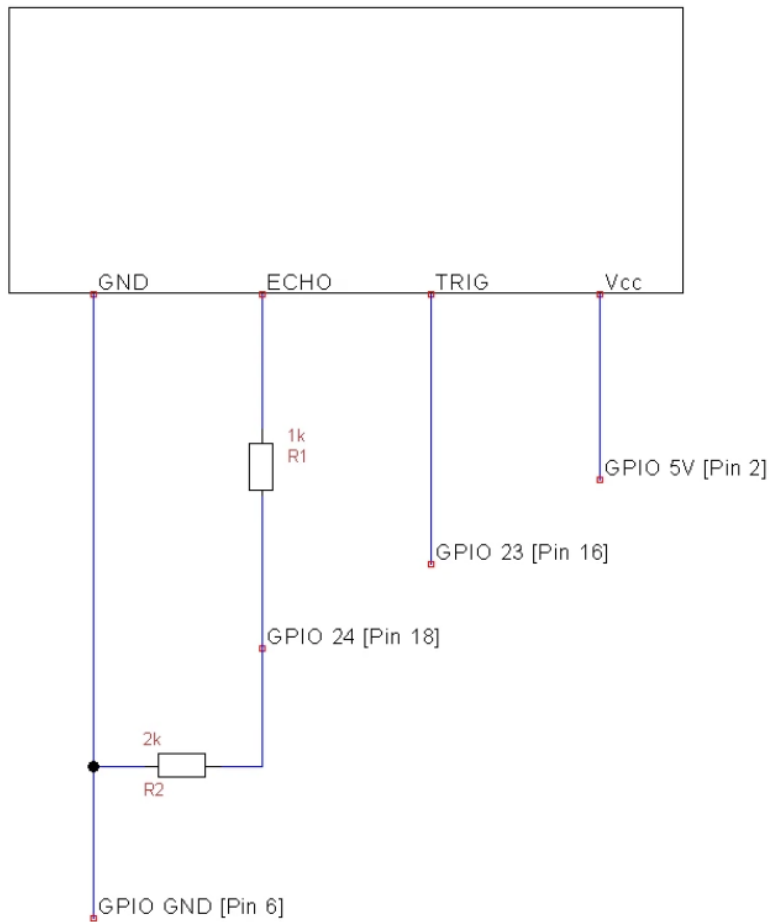 GND
ECHO
TRIG
Vcc
1k
R1
GPIO 5V [Pin 2]
GPIO 23 [Pin 16]
GPIO 24 [Pin 18]
2k
R2
GPIO GND [Pin 6]